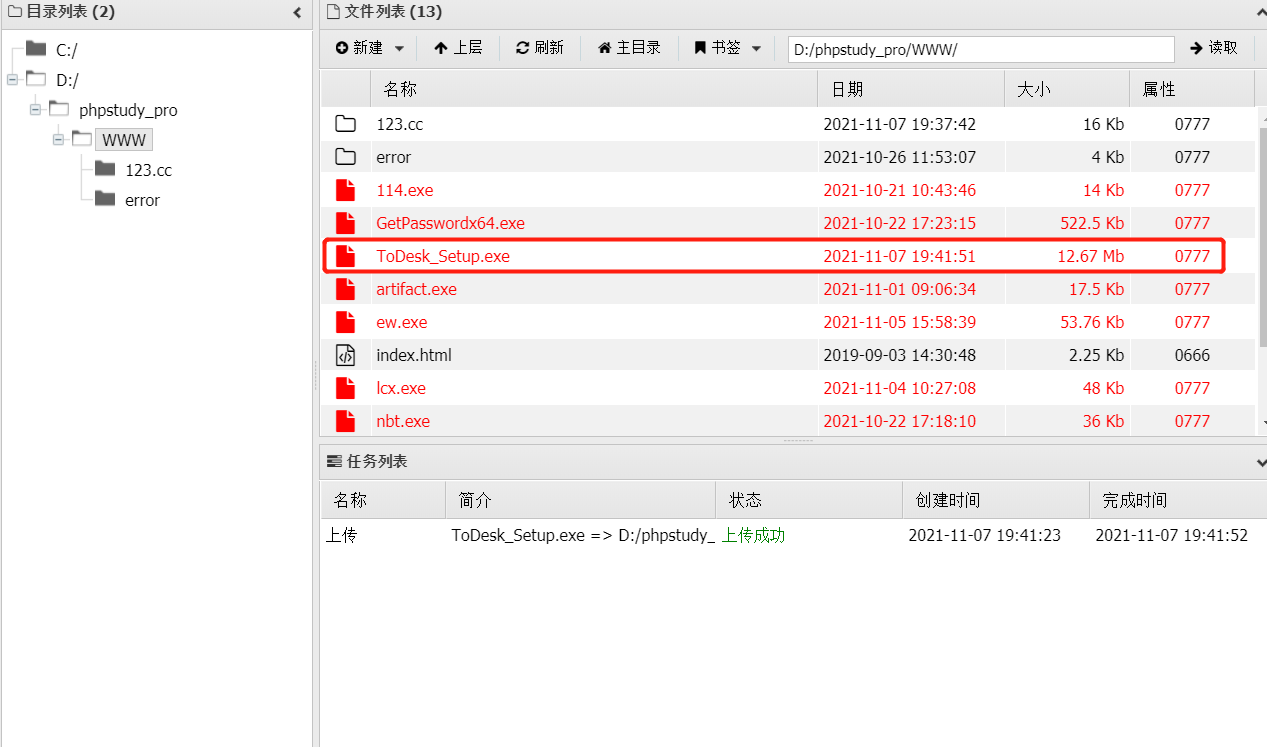 目录列表 (2)
C:/
D:/
phpstudy_pro
WWW
123.cc
error
文件列表 (13)
新建 上层 刷新 主目录 书签 D:/phpstudy_pro/WWW/ 读取
名称 日期 大小 属性
123.cc 2021-11-07 19:37:42 16 Kb 0777
error 2021-10-26 11:53:07 4 Kb 0777
114.exe 2021-10-21 10:43:46 14 Kb 0777
GetPasswordx64.exe 2021-10-22 17:23:15 522.5 Kb 0777
ToDesk_Setup.exe 2021-11-07 19:41:51 12.67 Mb 0777
artifact.exe 2021-11-01 09:06:34 17.5 Kb 0777
ew.exe 2021-11-05 15:58:39 53.76 Kb 0777
index.html 2019-09-03 14:30:48 2.25 Kb 0666
lcx.exe 2021-11-04 10:27:08 48 Kb 0777
nbt.exe 2021-10-22 17:18:10 36 Kb 0777
任务列表
名称 简介 状态 创建时间 完成时间
上传 ToDesk_Setup.exe => D:/phpstudy_ 上传成功 2021-11-07 19:41:23 2021-11-07 19:41:52